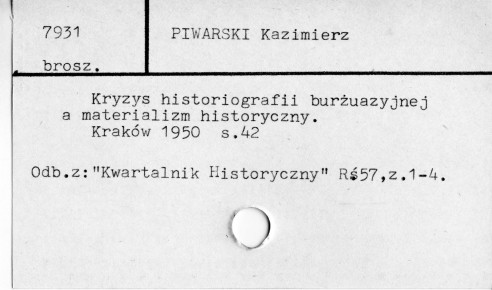 7931
PIWARSKI Kazimierz
brosz.
Kryzys historiografii burżuazyjnej
a materializm historyczny.
Kraków 1950 s.42
Odb.z:"Kwartalnik Historyczny" R.57,z.1-4.